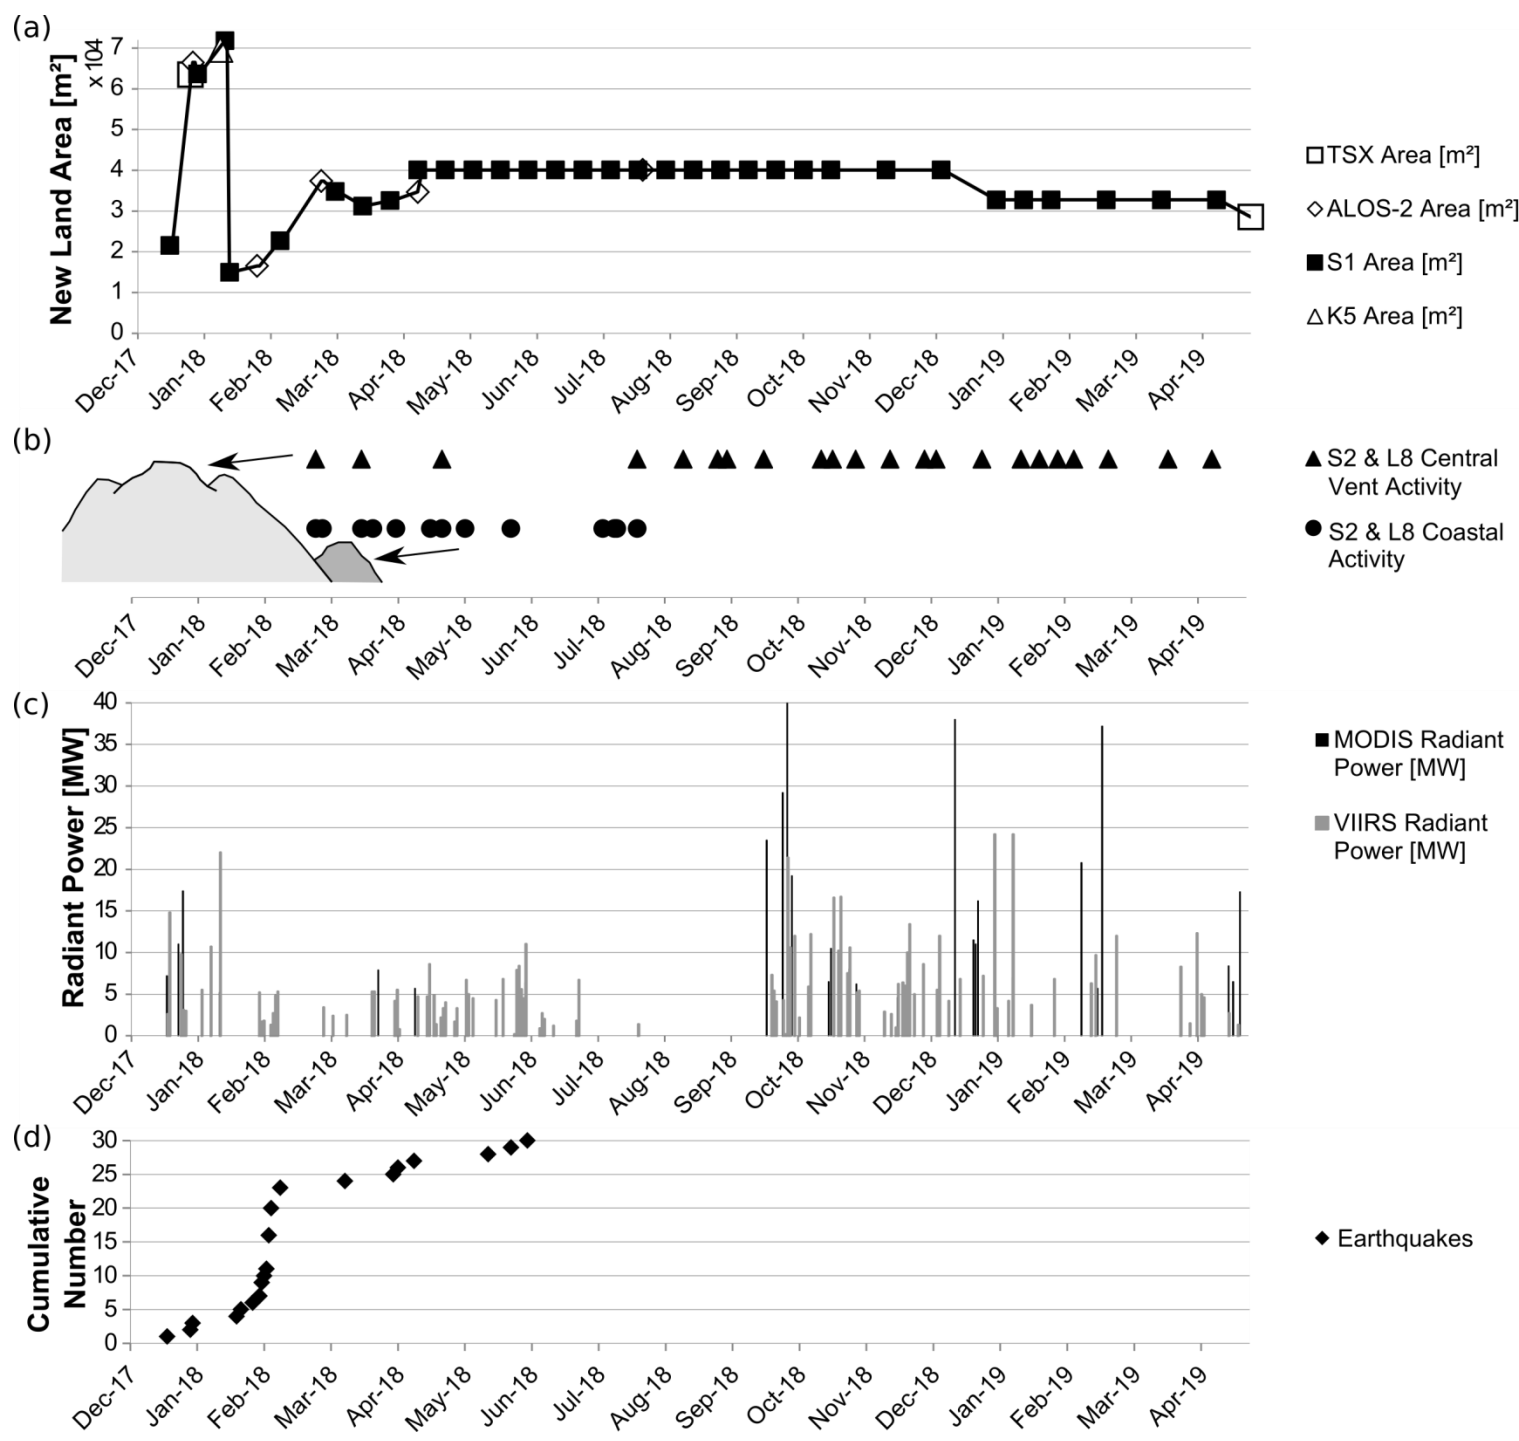 (a)
New Land Area [m²]
x 104
7
6
5
4
3
2
1
0
Dec-17
Jan-18
Feb-18
Mar-18
Apr-18
May-18
Jun-18
Jul-18
Aug-18
Sep-18
Oct-18
Nov-18
Dec-18
Jan-19
Feb-19
Mar-19
Apr-19
TSX Area [m²]
ALOS-2 Area [m²]
S1 Area [m²]
K5 Area [m²]
(b)
S2 & L8 Central
Vent Activity
S2 & L8 Coastal
Activity
Dec-17
Jan-18
Feb-18
Mar-18
Apr-18
May-18
Jun-18
Jul-18
Aug-18
Sep-18
Oct-18
Nov-18
Dec-18
Jan-19
Feb-19
Mar-19
Apr-19
(c)
Radiant Power [MW]
40
35
30
25
20
15
10
5
0
Dec-17
Jan-18
Feb-18
Mar-18
Apr-18
May-18
Jun-18
Jul-18
Aug-18
Sep-18
Oct-18
Nov-18
Dec-18
Jan-19
Feb-19
Mar-19
Apr-19
MODIS Radiant
Power [MW]
VIIRS Radiant
Power [MW]
(d)
Cumulative
Number
30
25
20
15
10
5
0
Dec-17
Jan-18
Feb-18
Mar-18
Apr-18
May-18
Jun-18
Jul-18
Aug-18
Sep-18
Oct-18
Nov-18
Dec-18
Jan-19
Feb-19
Mar-19
Apr-19
Earthquakes